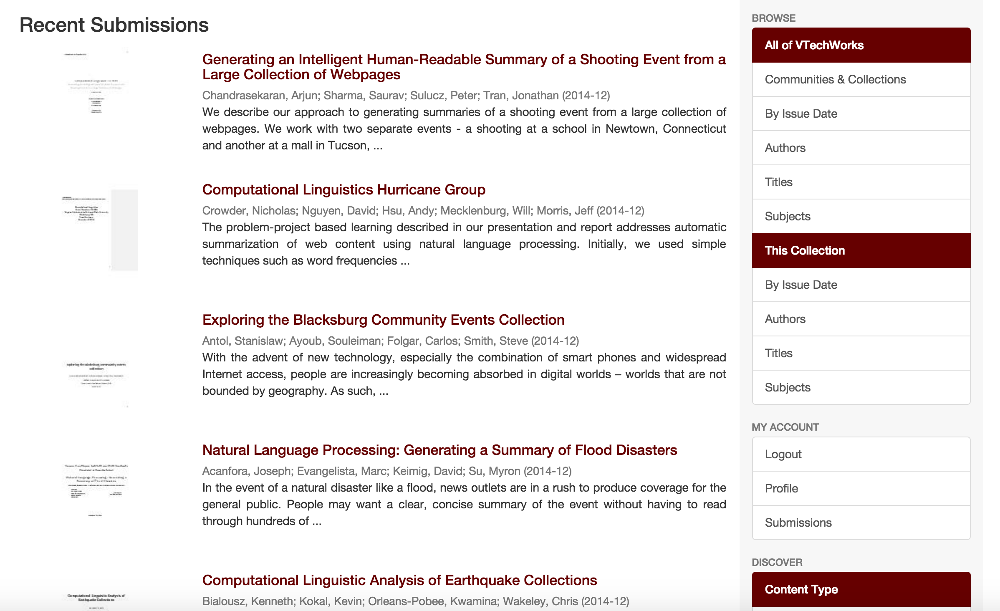 Recent Submissions
Generating an Intelligent Human-Readable Summary of a Shooting Event from a
Large Collection of Webpages
Chandrasekaran, Arjun; Sharma, Saurav; Sulucz, Peter; Tran, Jonathan (2014-12)
We describe our approach to generating summaries of a shooting event from a large collection of
webpages. We work with two separate events - a shooting at a school in Newtown, Connecticut
and another at a mall in Tucson, ...
Computational Linguistics Hurricane Group
Crowder, Nicholas; Nguyen, David; Hsu, Andy; Mecklenburg, Will; Morris, Jeff (2014-12)
The problem-project based learning described in our presentation and report addresses automatic
summarization of web content using natural language processing. Initially, we used simple
techniques such as word frequencies ...
Exploring the Blacksburg Community Events Collection
Antol, Stanislaw; Ayoub, Souleiman; Folgar, Carlos; Smith, Steve (2014-12)
With the advent of new technology, especially the combination of smart phones and widespread
Internet access, people are increasingly becoming absorbed in digital worlds – worlds that are not
bounded by geography. As such, ...
Natural Language Processing: Generating a Summary of Flood Disasters
Acanfora, Joseph; Evangelista, Marc; Keimig, David; Su, Myron (2014-12)
In the event of a natural disaster like a flood, news outlets are in a rush to produce coverage for the
general public. People may want a clear, concise summary of the event without having to read
through hundreds of ...
Computational Linguistic Analysis of
Earthquake Collections
Computational Linguistic Analysis of Earthquake Collections
Bialousz, Kenneth; Kokal, Kevin; Orleans-Pobee, Kwamina; Wakeley, Chris (2014-12)
BROWSE
All of VTechWorks
Communities & Collections
By Issue Date
Authors
Titles
Subjects
This Collection
By Issue Date
Authors
Titles
Subjects
MY ACCOUNT
Logout
Profile
Submissions
DISCOVER
Content Type